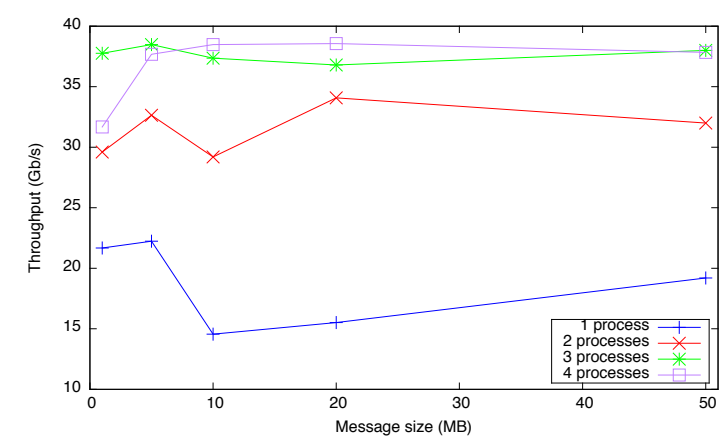 40
35
30
25
20
15
10
Throughput (Gb/s)
1 process
2 processes
3 processes
4 processes
0 10 20 30 40 50
Message size (MB)